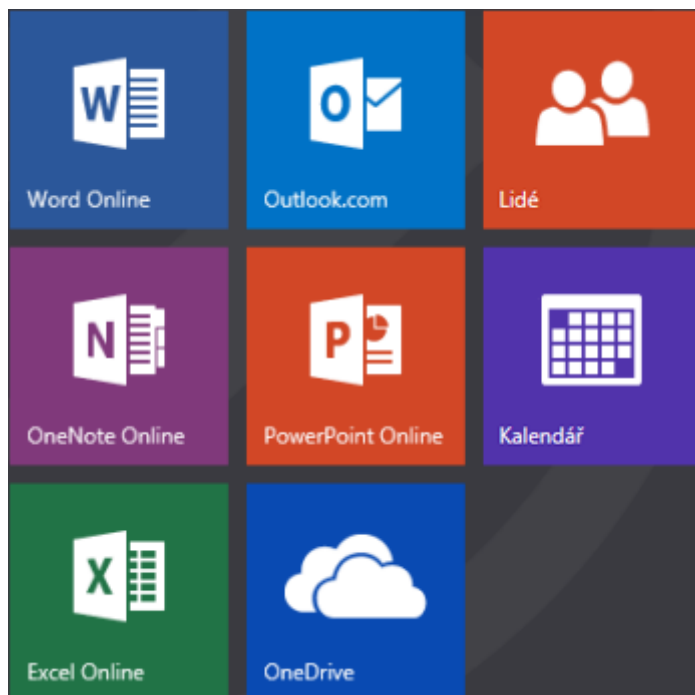 W
Word Online
O
Outlook.com
Lidé
N
OneNote Online
P
PowerPoint Online
Kalendář
X
Excel Online
OneDrive